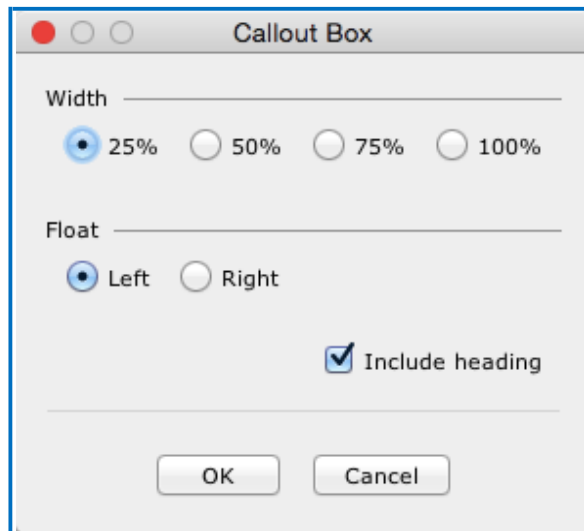 Callout Box
Width
25% 50% 75% 100%
Float
Left Right
Include heading
OK Cancel